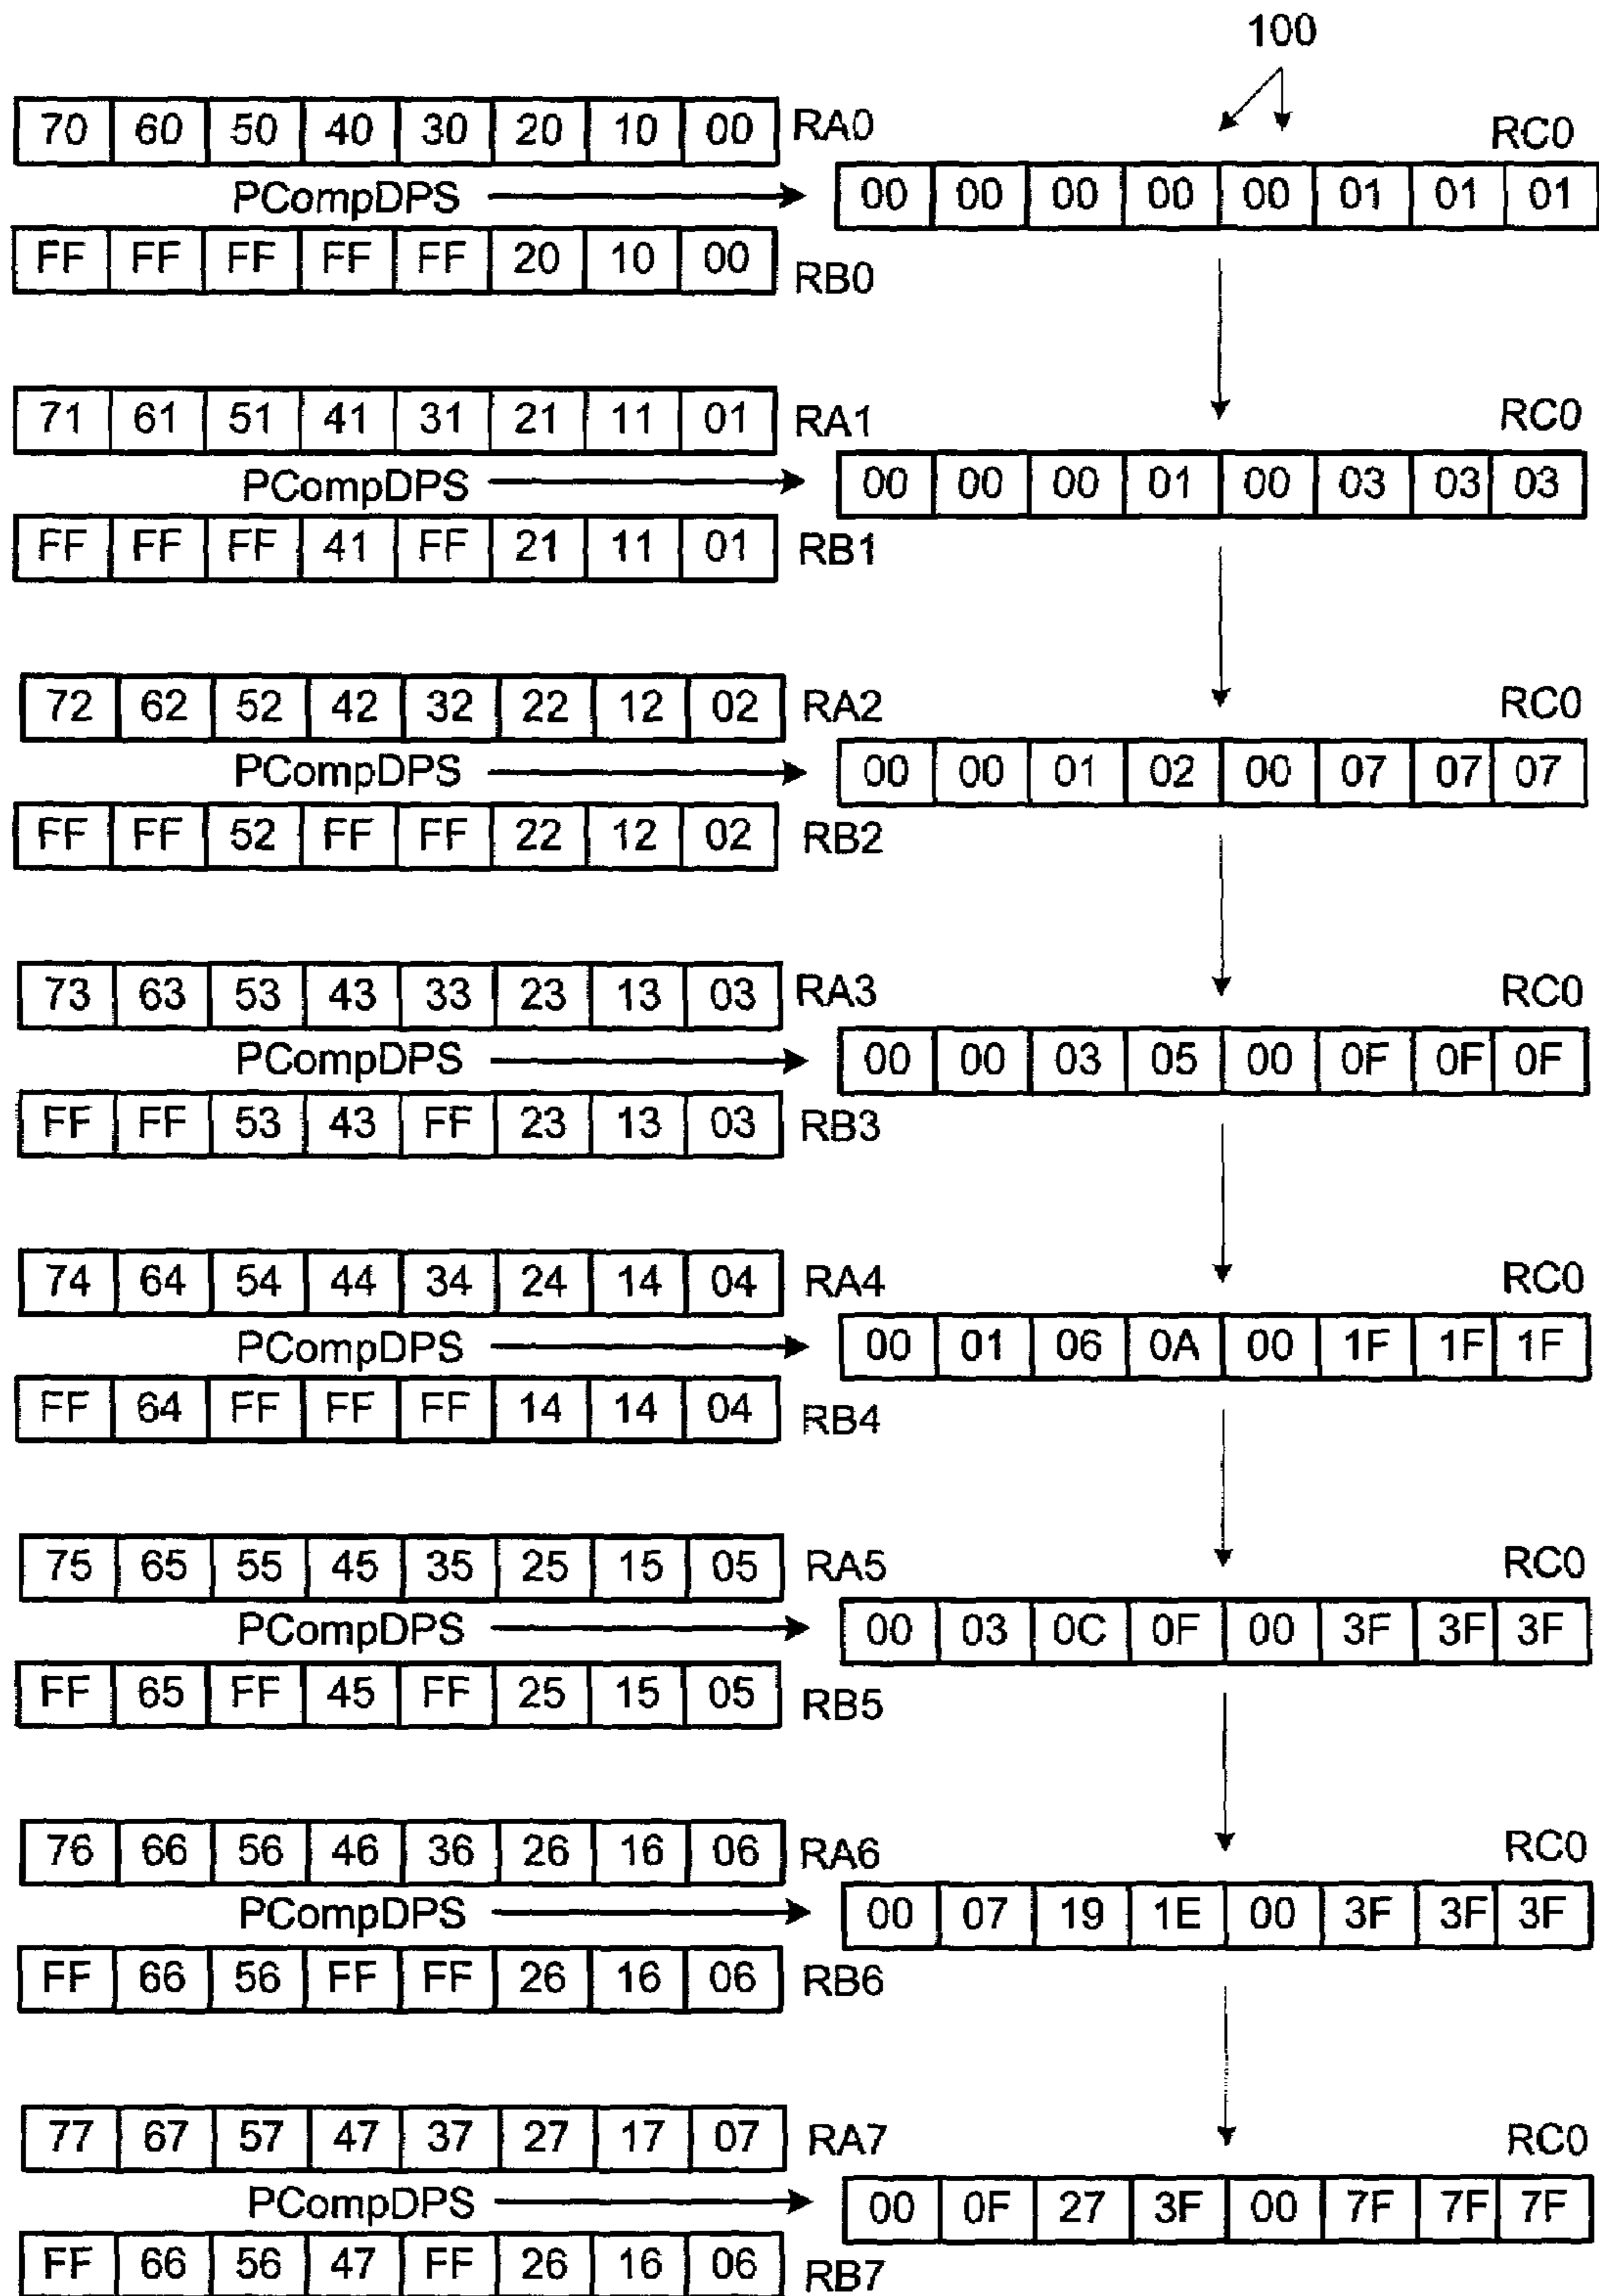 100
70 60 50 40 30 20 10 00 RA0
RC0
PCompDPS
00 00 00 00 00 01 01 01
FF FF FF FF FF 20 10 00 RB0
71 61 51 41 31 21 11 01 RA1
RC0
PCompDPS
00 00 00 01 00 03 03 03
FF FF FF 41 FF 21 11 01 RB1
72 62 52 42 32 22 12 02 RA2
RC0
PCompDPS
00 00 01 02 00 07 07 07
FF FF 52 FF FF 22 12 02 RB2
73 63 53 43 33 23 13 03 RA3
RC0
PCompDPS
00 00 03 05 00 0F 0F 0F
FF FF 53 43 FF 23 13 03 RB3
74 64 54 44 34 24 14 04 RA4
RC0
PCompDPS
00 01 06 0A 00 1F 1F 1F
FF 64 FF FF FF 14 14 04 RB4
75 65 55 45 35 25 15 05 RA5
RC0
PCompDPS
00 03 0C 0F 00 3F 3F 3F
FF 65 FF 45 FF 25 15 05 RB5
76 66 56 46 36 26 16 06 RA6
RC0
PCompDPS
00 07 19 1E 00 3F 3F 3F
FF 66 56 FF FF 26 16 06 RB6
77 67 57 47 37 27 17 07 RA7
RC0
PCompDPS
00 0F 27 3F 00 7F 7F 7F
FF 66 56 47 FF 26 16 06 RB7